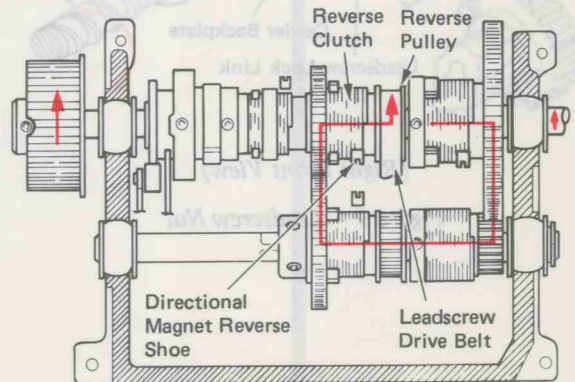 Reverse
Clutch
Reverse
Pulley
Directional
Magnet Reverse
Shoe
Leadscrew
Drive Belt